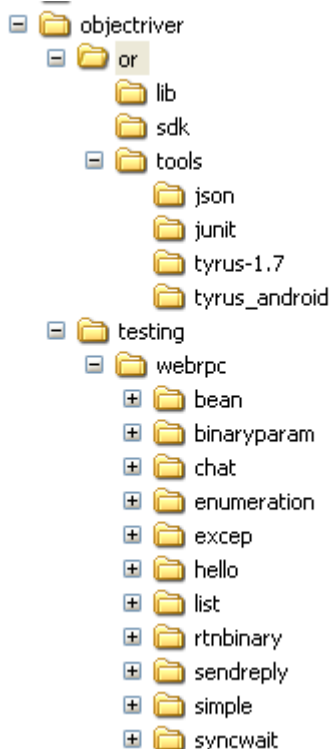 objectriver
or
lib
sdk
tools
json
junit
tyrus-1.7
tyrus_android
testing
webrpc
bean
binaryparam
chat
enumeration
excep
hello
list
rtnbinary
sendreply
simple
syncwait